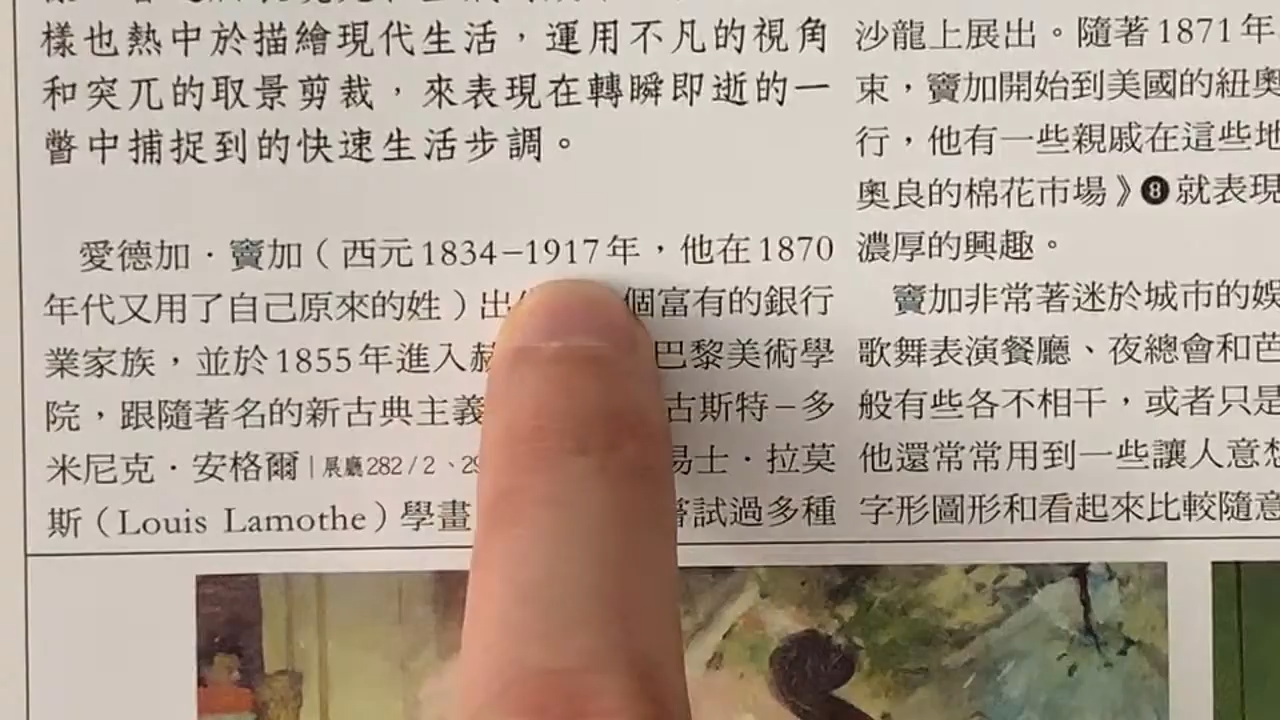 樣也熱中於描繪現代生活，運用不凡的視角
和突兀的取景剪裁，來表現在轉瞬即逝的一
瞥中捕捉到的快速生活步調。
愛德加．竇加（西元1834–1917年，他在1870
年代又用了自己原來的姓）出 個富有的銀行
業家族，並於1855年進入 巴黎美術學
院，跟隨著名的新古典主義 古斯特–多
米尼克．安格爾|展廳282/2、 易士．拉莫
斯（Louis Lamothe）學畫 嘗試過多種
沙龍上展出。隨著1871年
束，竇加開始到美國的紐奧
行，他有一些親戚在這些地
奧良的棉花市場》❽就表現
濃厚的興趣。
竇加非常著迷於城市的娛
歌舞表演餐廳、夜總會和芭
般有些各不相干，或者只是
他還常常用到一些讓人意想
字形圖形和看起來比較隨意